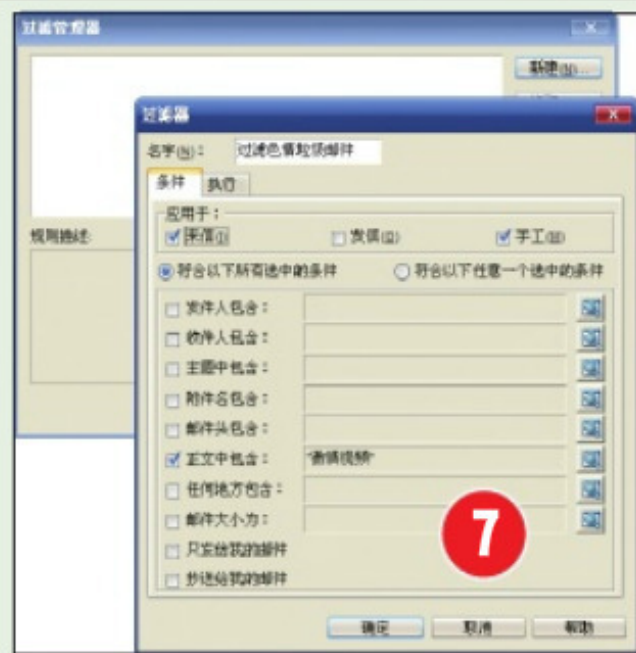 过滤管理器
新建(N)...
过滤器
名字(N)： 过滤色情垃圾邮件
条件 执行
应用于：
规则描述:
来信(I) 发信(O) 手工(M)
符合以下所有选中的条件 符合以下任意一个选中的条件
发件人包含：
收件人包含：
主题中包含：
附件名包含：
邮件头包含：
正文中包含： "激情视频"
任何地方包含：
邮件大小为：
只发给我的邮件
抄送给我的邮件
7
确定 取消 帮助